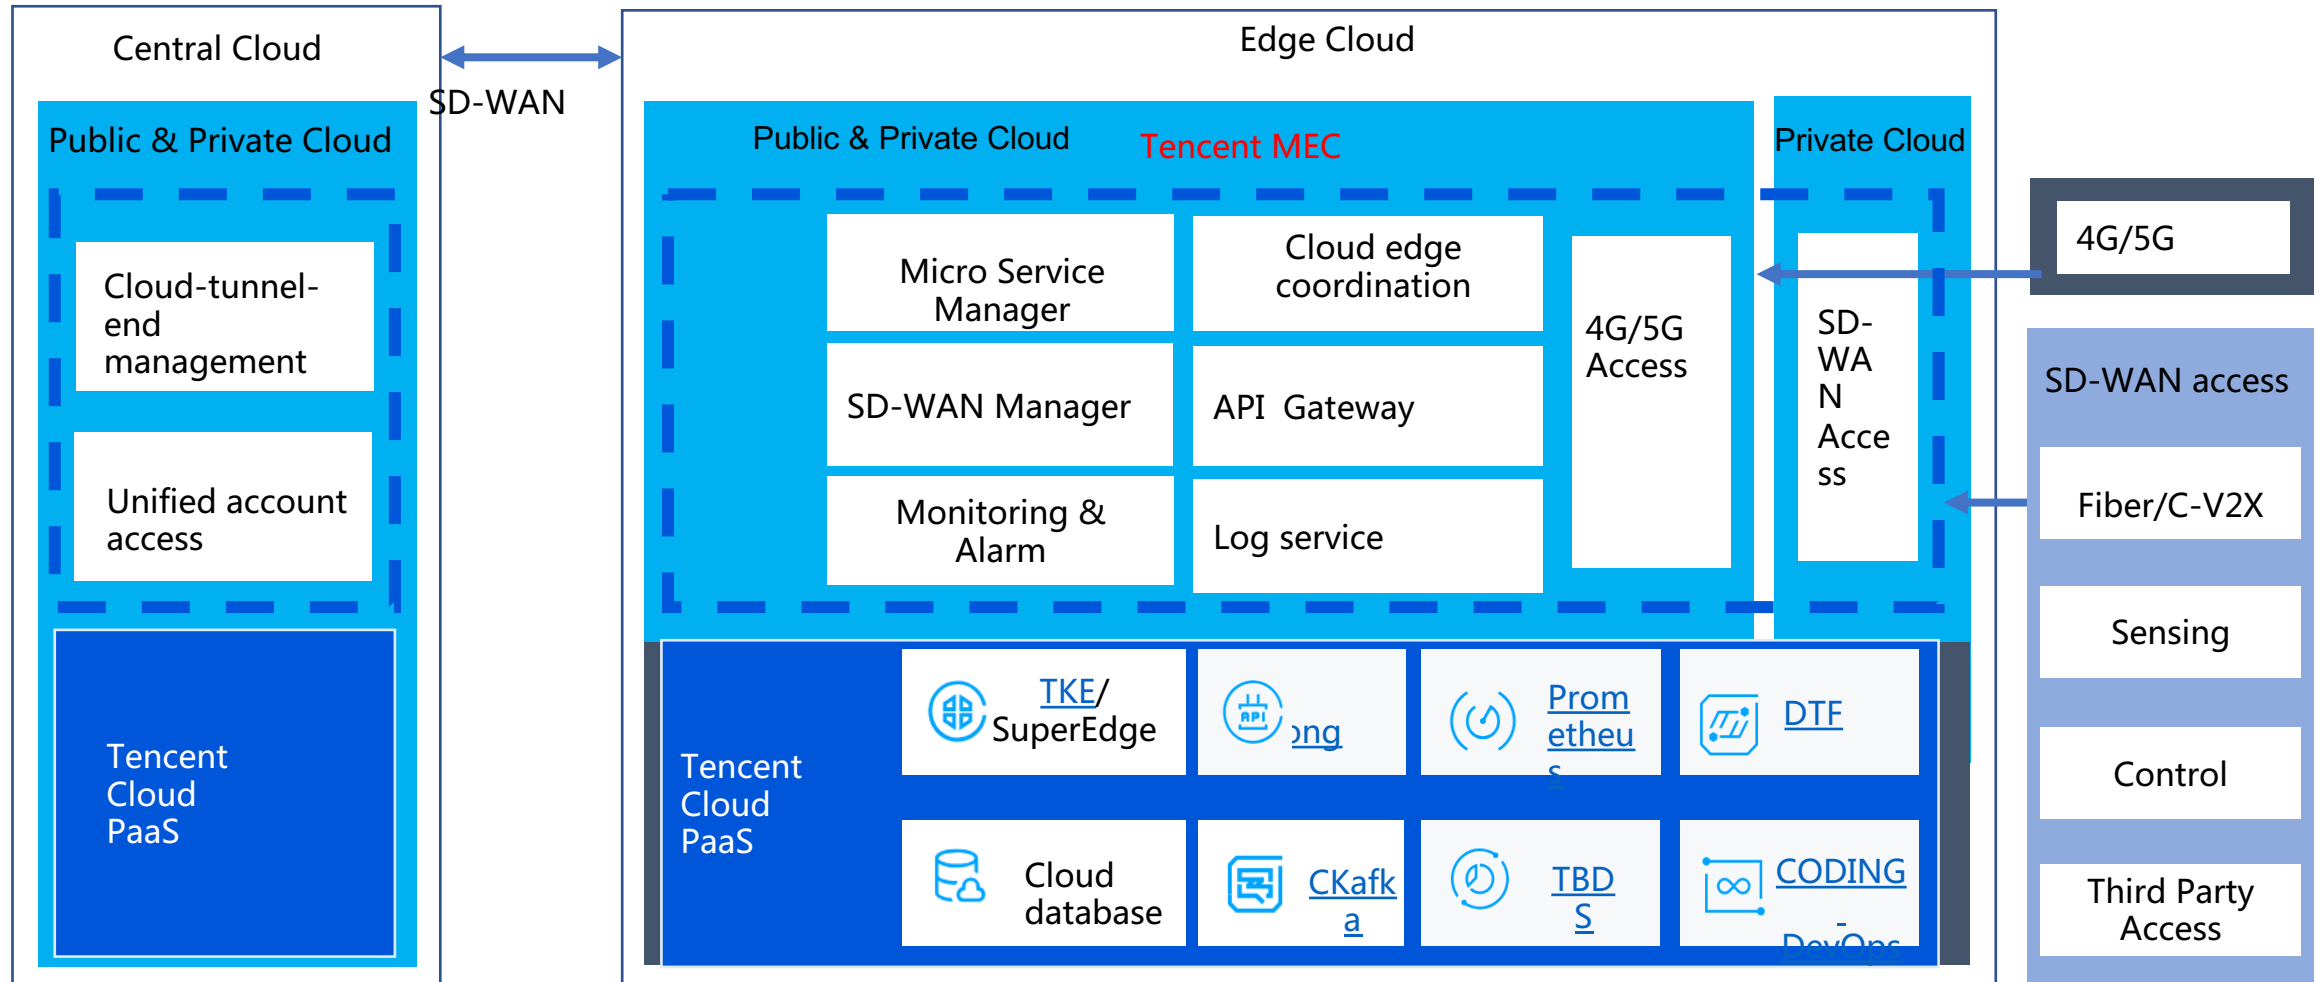 Central Cloud
SD-WAN
Edge Cloud
Public & Private Cloud
Cloud-tunnel-
end
management
Unified account
access
Tencent
Cloud
PaaS
Public & Private Cloud
Tencent MEC
Private Cloud
Micro Service
Manager
Cloud edge
coordination
SD-WAN Manager
API Gateway
Monitoring &
Alarm
Log service
4G/5G
Access
SD-
WA
N
Acce
ss
Tencent
Cloud
PaaS
TKE/
SuperEdge
API
Prom
etheu
s
DTF
Cloud
database
CKafk
a
TBD
S
CODING
-
DevOps
4G/5G
SD-WAN access
Fiber/C-V2X
Sensing
Control
Third Party
Access